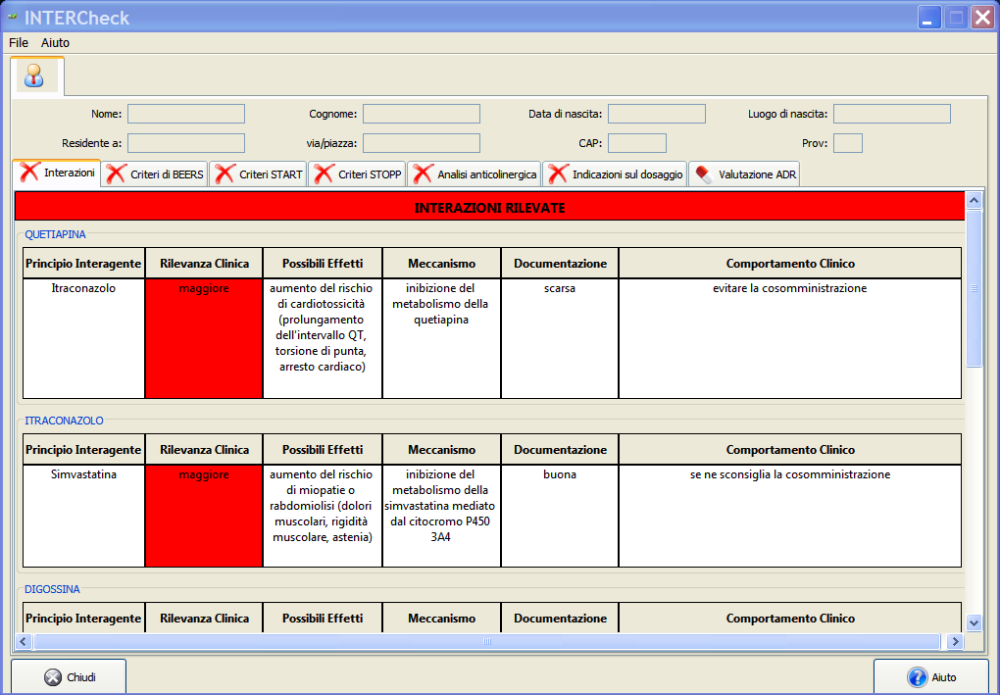 INTERCheck
File Aiuto
Nome: Cognome: Data di nascita: Luogo di nascita:
Residente a: via/piazza: CAP: Prov:
Interazioni Criteri di BEERS Criteri START Criteri STOPP Analisi anticolinergica Indicazioni sul dosaggio Valutazione ADR
INTERAZIONI RILEVATE
QUETIAPINA
Principio Interagente Rilevanza Clinica Possibili Effetti Meccanismo Documentazione Comportamento Clinico
Itraconazolo maggiore aumento del rischio inibizione del scarsa evitare la cosomministrazione
di cardiotossicità metabolismo della
(prolungamento quetiapina
dell'intervallo QT,
torsione di punta,
arresto cardiaco)
ITRACONAZOLO
Principio Interagente Rilevanza Clinica Possibili Effetti Meccanismo Documentazione Comportamento Clinico
Simvastatina maggiore aumento del rischio inibizione del buona se ne sconsiglia la cosomministrazione
di miopatie o metabolismo della
rabdomiolisi (dolori simvastatina mediato
muscolari, rigidità dal citocromo P450
muscolare, astenia) 3A4
DIGOSSINA
Principio Interagente Rilevanza Clinica Possibili Effetti Meccanismo Documentazione Comportamento Clinico
Chiudi Aiuto